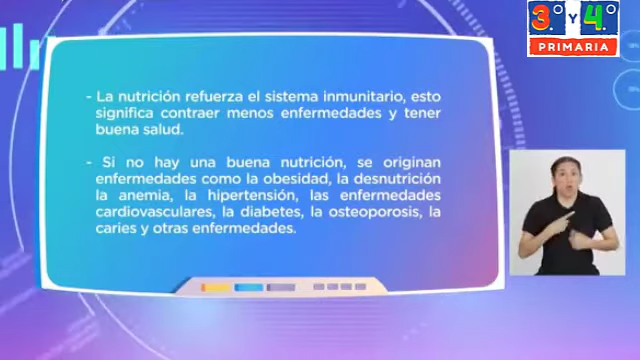 3.º Y 4.º
PRIMARIA
- La nutrición refuerza el sistema inmunitario, esto
significa contraer menos enfermedades y tener
buena salud.
- Si no hay una buena nutrición, se originan
enfermedades como la obesidad, la desnutrición
la anemia, la hipertensión, las enfermedades
cardiovasculares, la diabetes, la osteoporosis, la
caries y otras enfermedades.